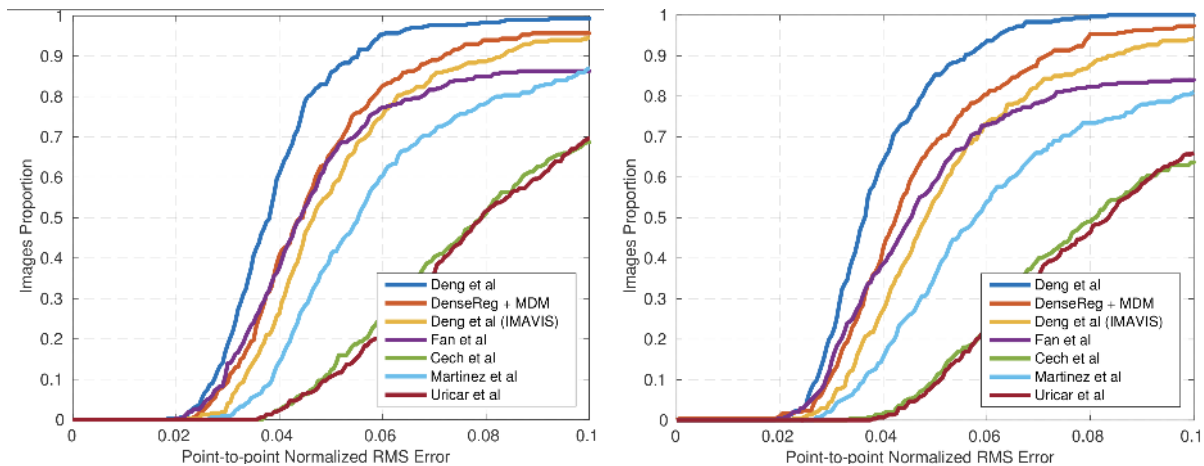 1
0.9
0.8
0.7
0.6
0.5
0.4
0.3
0.2
0.1
0
Images Proportion
0 0.02 0.04 0.06 0.08 0.1
Point-to-point Normalized RMS Error
Deng et al
DenseReg + MDM
Deng et al (IMAVIS)
Fan et al
Cech et al
Martinez et al
Uricar et al
1
0.9
0.8
0.7
0.6
0.5
0.4
0.3
0.2
0.1
0
Images Proportion
0 0.02 0.04 0.06 0.08 0.1
Point-to-point Normalized RMS Error
Deng et al
DenseReg + MDM
Deng et al (IMAVIS)
Fan et al
Cech et al
Martinez et al
Uricar et al